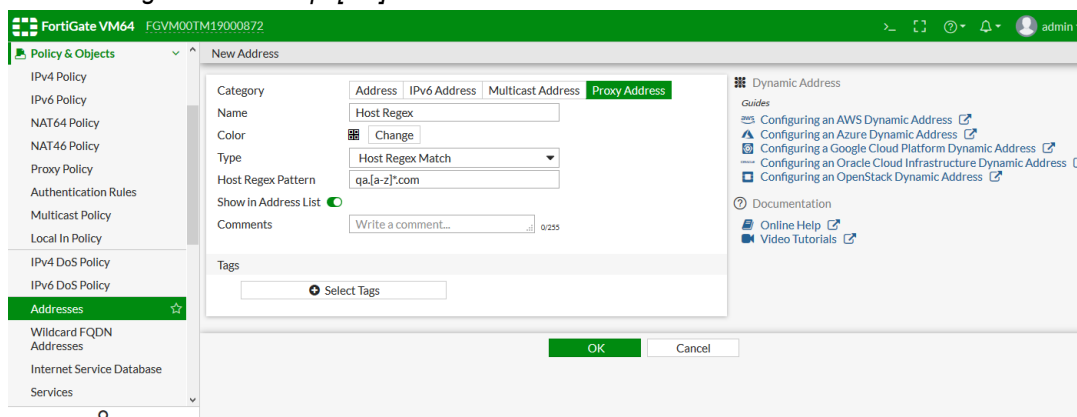 FortiGate VM64 FGVM00TM19000872
>_
admin
Policy & Objects
IPv4 Policy
IPv6 Policy
NAT64 Policy
NAT46 Policy
Proxy Policy
Authentication Rules
Multicast Policy
Local In Policy
IPv4 DoS Policy
IPv6 DoS Policy
Addresses
Wildcard FQDN
Addresses
Internet Service Database
Services
New Address
Category Address IPv6 Address Multicast Address Proxy Address
Name Host Regex
Color Change
Type Host Regex Match
Host Regex Pattern qa.[a-z]*.com
Show in Address List
Comments Write a comment... 0/255
Tags
Select Tags
OK Cancel
Dynamic Address
Guides
aws Configuring an AWS Dynamic Address
Configuring an Azure Dynamic Address
Configuring a Google Cloud Platform Dynamic Address
Configuring an Oracle Cloud Infrastructure Dynamic Address
Configuring an OpenStack Dynamic Address
Documentation
Online Help
Video Tutorials